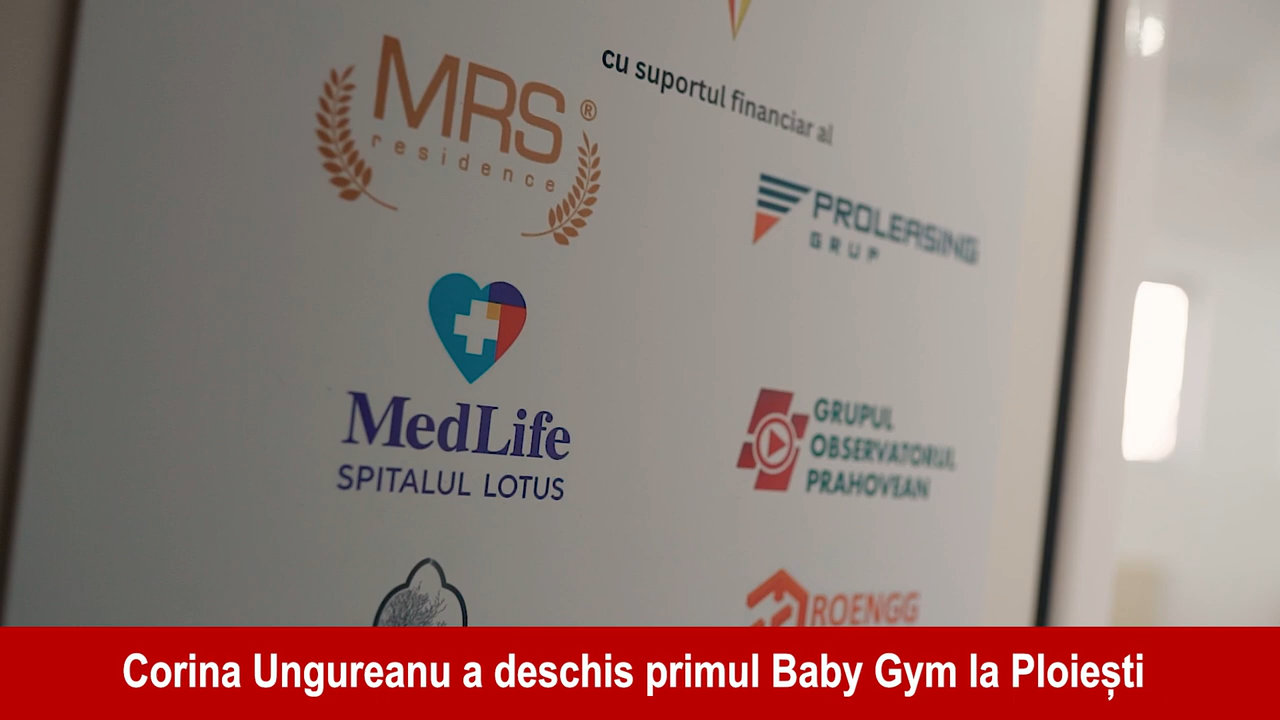 cu suportul financiar al
MRS®
residence
PROLEASING
GRUP
MedLife
SPITALUL LOTUS
GRUPUL
OBSERVATORUL
PRAHOVEAN
ROENGG
Corina Ungureanu a deschis primul Baby Gym la Ploiești